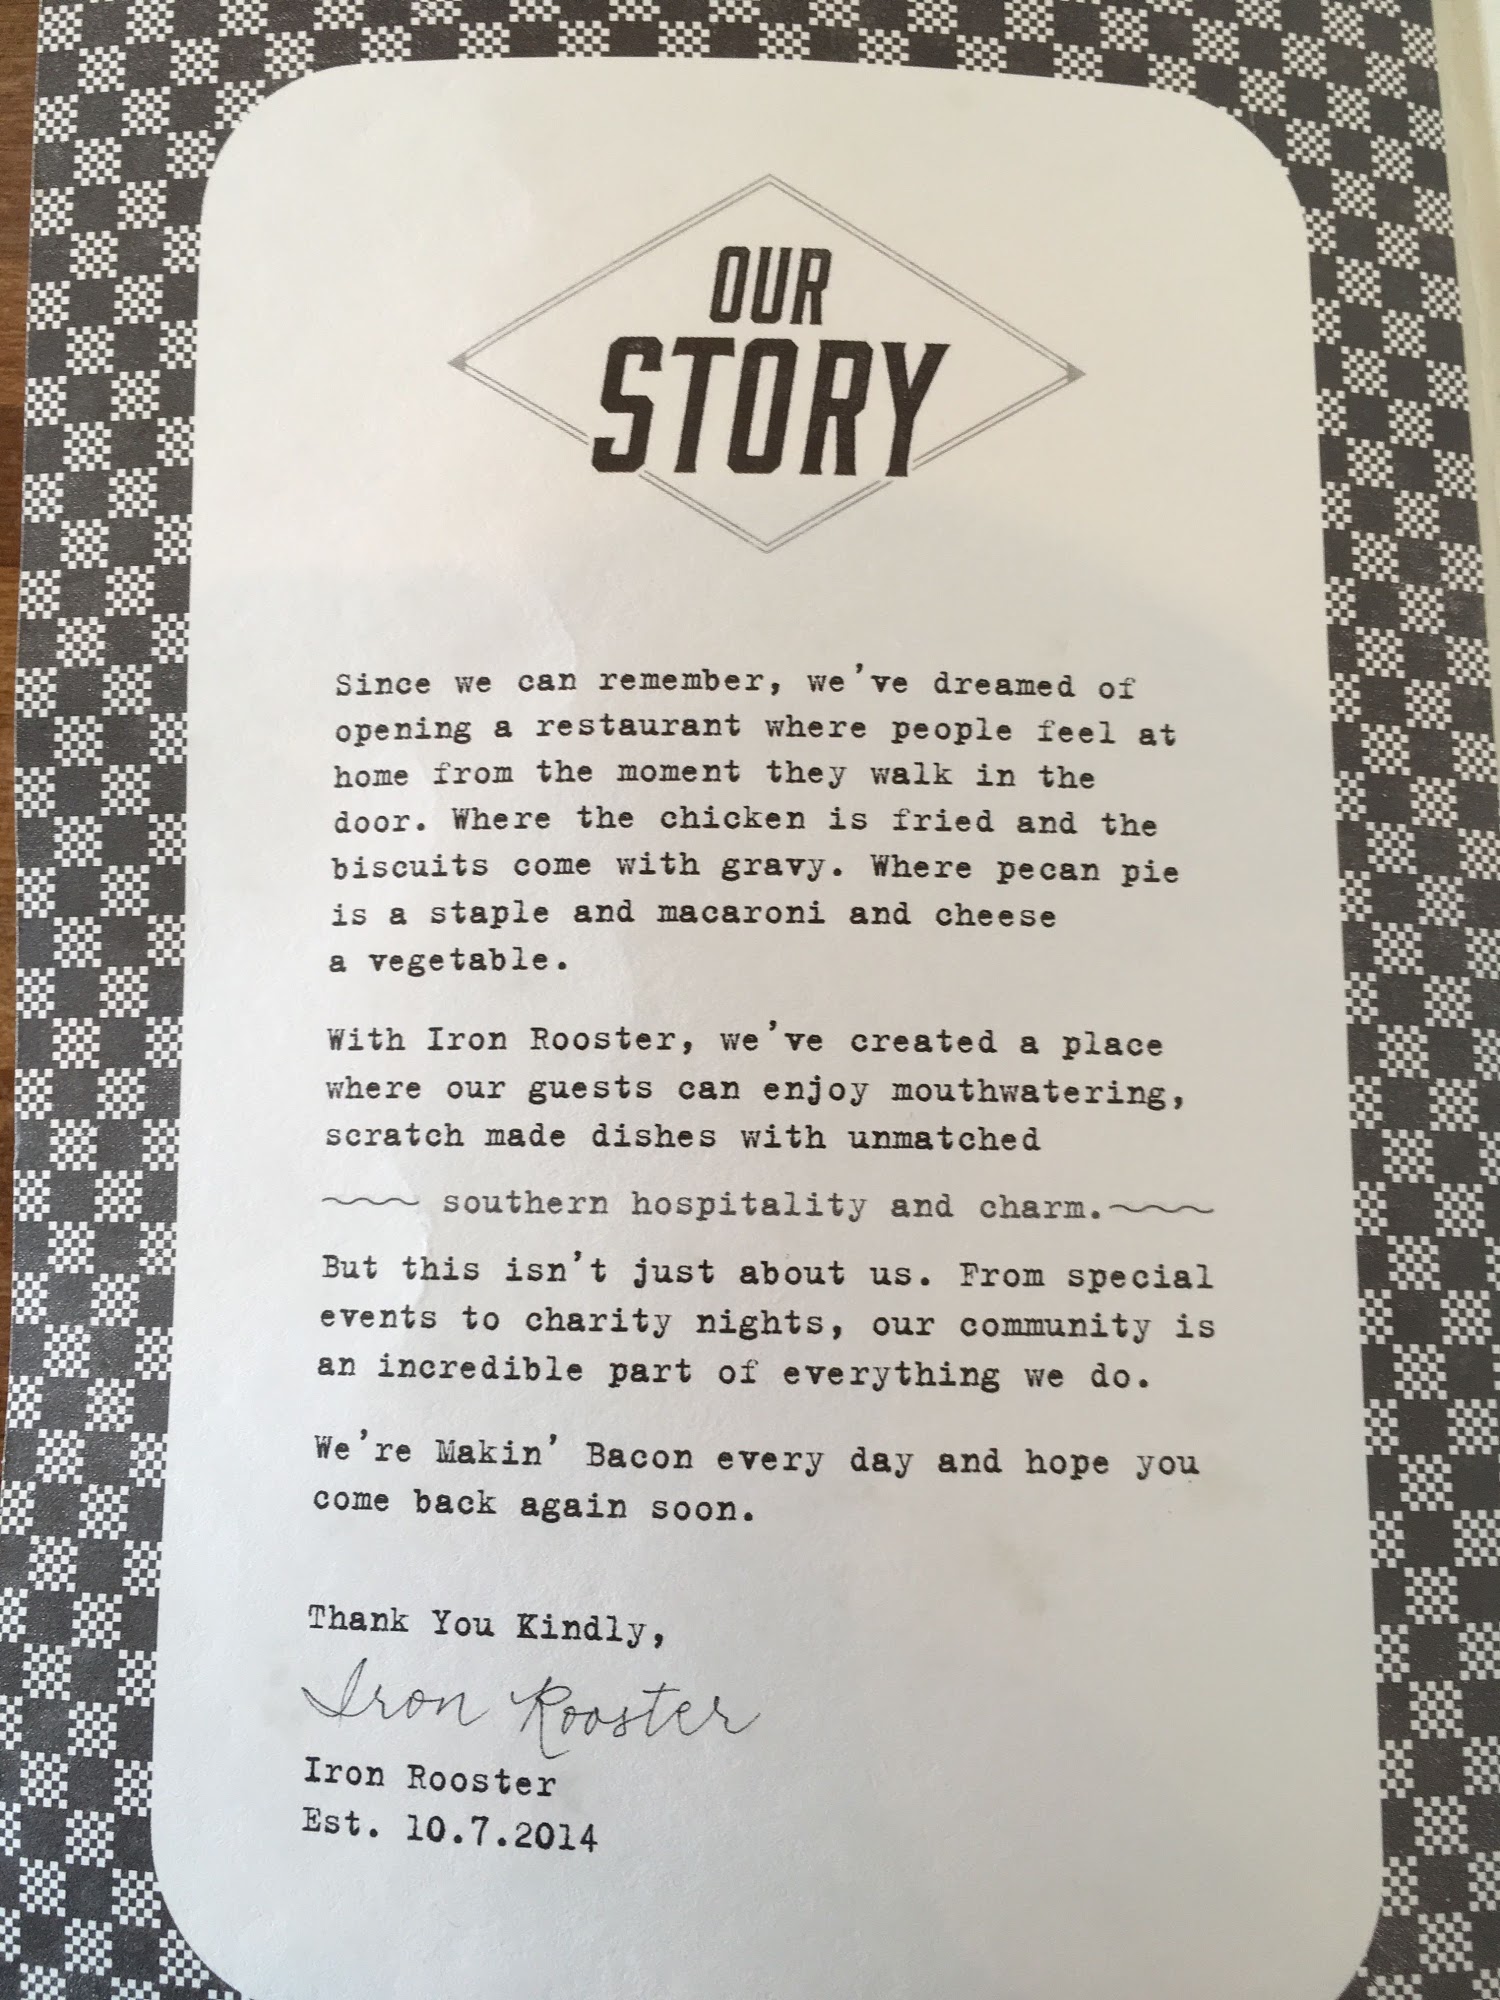 OUR
STORY
Since we can remember, we've dreamed of
opening a restaurant where people feel at
home from the moment they walk in the
door. Where the chicken is fried and the
biscuits come with gravy. Where pecan pie
is a staple and macaroni and cheese
a vegetable.
With Iron Rooster, we've created a place
where our guests can enjoy mouthwatering,
scratch made dishes with unmatched
southern hospitality and charm.
But this isn't just about us. From special
events to charity nights, our community is
an incredible part of everything we do.
We're Makin' Bacon every day and hope you
come back again soon.
Thank You Kindly,
Iron Rooster
Iron Rooster
Est. 10.7.2014